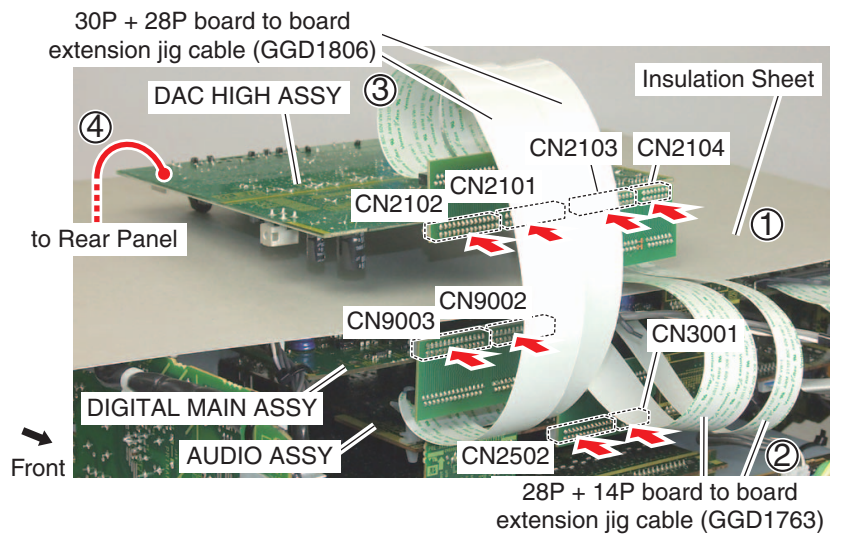 30P + 28P board to board
extension jig cable (GGD1806)
③
Insulation Sheet
DAC HIGH ASSY
④
CN2103
CN2104
CN2101
CN2102
to Rear Panel
①
CN9002
CN9003
CN3001
DIGITAL MAIN ASSY
AUDIO ASSY
Front
CN2502
②
28P + 14P board to board
extension jig cable (GGD1763)